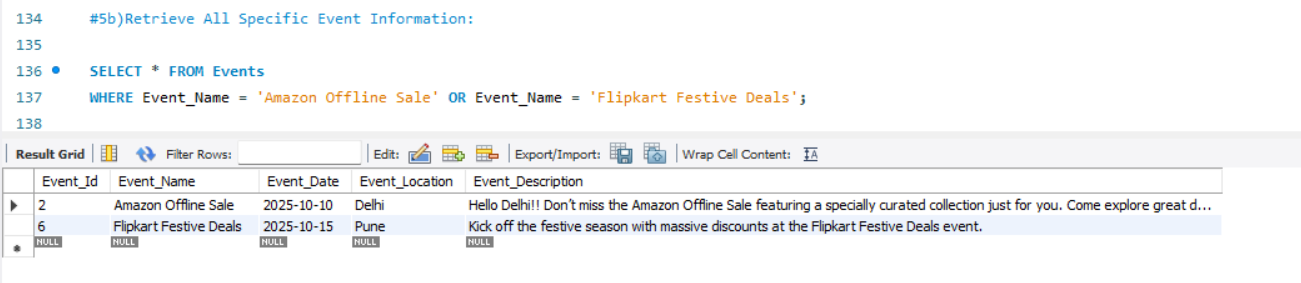 134 #5b)Retrieve All Specific Event Information:
135
136 SELECT * FROM Events
137 WHERE Event_Name = 'Amazon Offline Sale' OR Event_Name = 'Flipkart Festive Deals';
138
Result Grid Filter Rows: Edit: Export/Import: Wrap Cell Content: IA
Event_Id Event_Name Event_Date Event_Location Event_Description
2 Amazon Offline Sale 2025-10-10 Delhi Hello Delhi!! Don’t miss the Amazon Offline Sale featuring a specially curated collection just for you. Come explore great d...
6 Flipkart Festive Deals 2025-10-15 Pune Kick off the festive season with massive discounts at the Flipkart Festive Deals event.
NULL NULL NULL NULL NULL